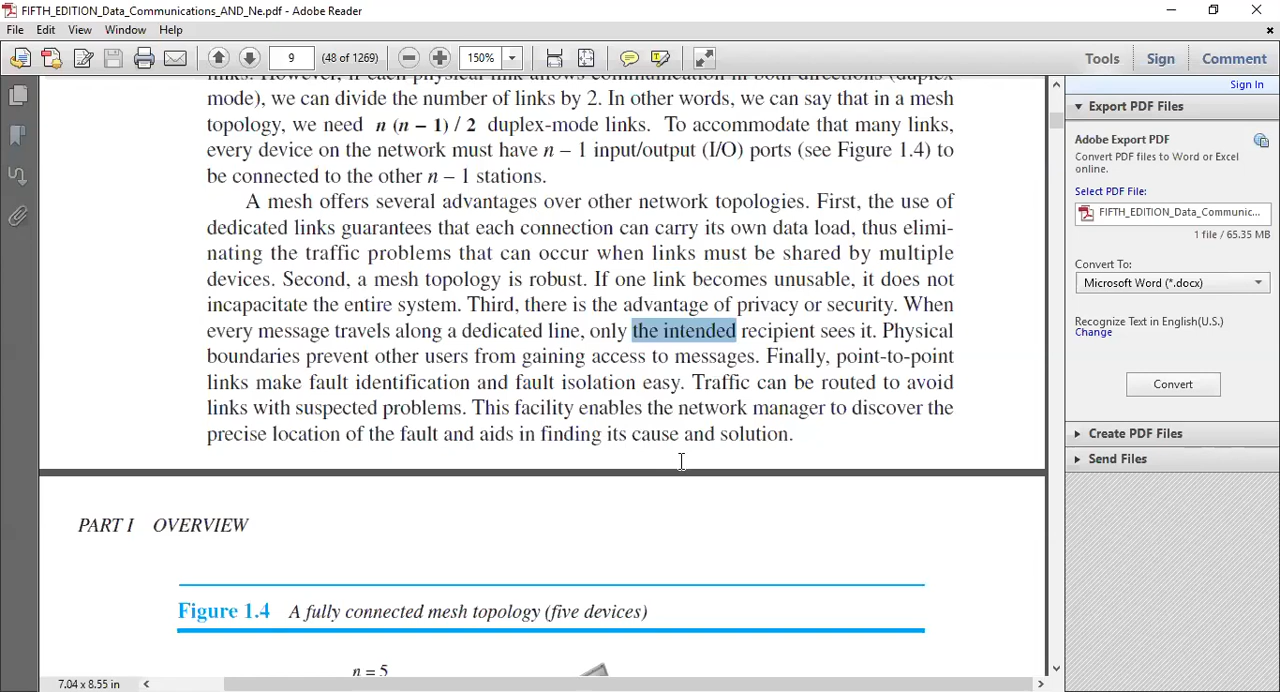 FIFTH_EDITION_Data_Communications_AND_Ne.pdf - Adobe Reader
File Edit View Window Help
9 (48 of 1269) 150% Tools Sign Comment
Sign In
Export PDF Files
Adobe Export PDF
Convert PDF files to Word or Excel
online.
Select PDF File:
FIFTH_EDITION_Data_Communic...
1 file / 65.35 MB
Convert To:
Microsoft Word (*.docx)
Recognize Text in English(U.S.)
Change
Convert
Create PDF Files
Send Files
links. However, if each physical link allows communication in both directions (duplex
mode), we can divide the number of links by 2. In other words, we can say that in a mesh
topology, we need n (n – 1) / 2 duplex-mode links. To accommodate that many links,
every device on the network must have n – 1 input/output (I/O) ports (see Figure 1.4) to
be connected to the other n – 1 stations.
A mesh offers several advantages over other network topologies. First, the use of
dedicated links guarantees that each connection can carry its own data load, thus elimi-
nating the traffic problems that can occur when links must be shared by multiple
devices. Second, a mesh topology is robust. If one link becomes unusable, it does not
incapacitate the entire system. Third, there is the advantage of privacy or security. When
every message travels along a dedicated line, only the intended recipient sees it. Physical
boundaries prevent other users from gaining access to messages. Finally, point-to-point
links make fault identification and fault isolation easy. Traffic can be routed to avoid
links with suspected problems. This facility enables the network manager to discover the
precise location of the fault and aids in finding its cause and solution.
PART I OVERVIEW
Figure 1.4 A fully connected mesh topology (five devices)
n = 5
7.04 x 8.55 in